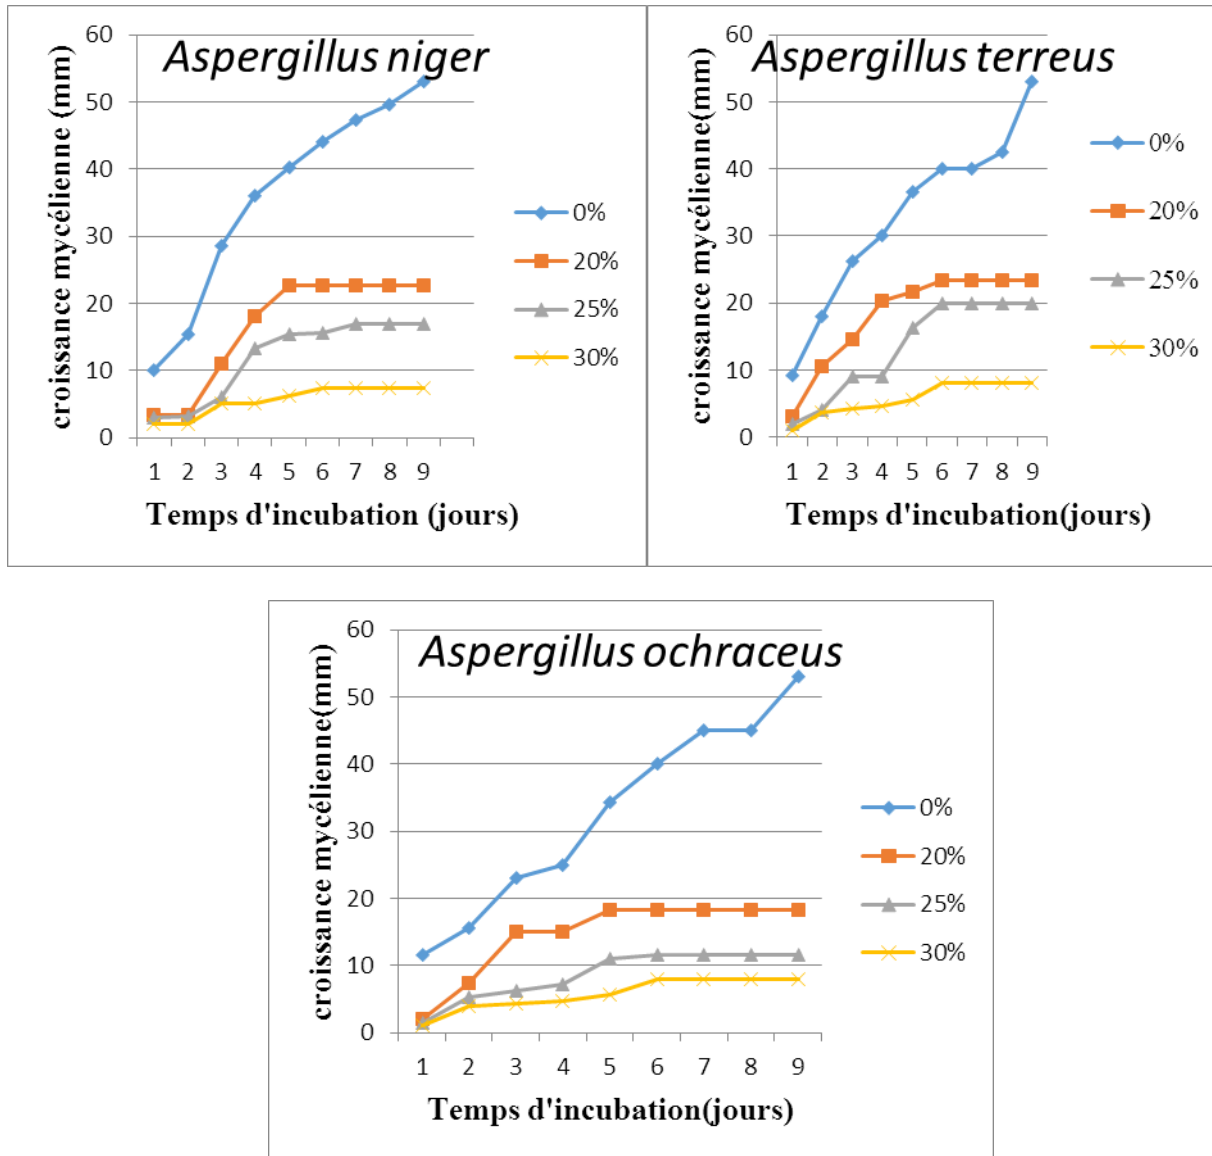 Aspergillus niger
croissance mycélienne (mm)
60
50
40
30
20
10
0
1 2 3 4 5 6 7 8 9
Temps d'incubation (jours)
0%
20%
25%
30%
Aspergillus terreus
croissance mycélienne(mm)
60
50
40
30
20
10
0
1 2 3 4 5 6 7 8 9
Temps d'incubation(jours)
0%
20%
25%
30%
Aspergillus ochraceus
croissance mycélienne(mm)
60
50
40
30
20
10
0
1 2 3 4 5 6 7 8 9
Temps d'incubation(jours)
0%
20%
25%
30%